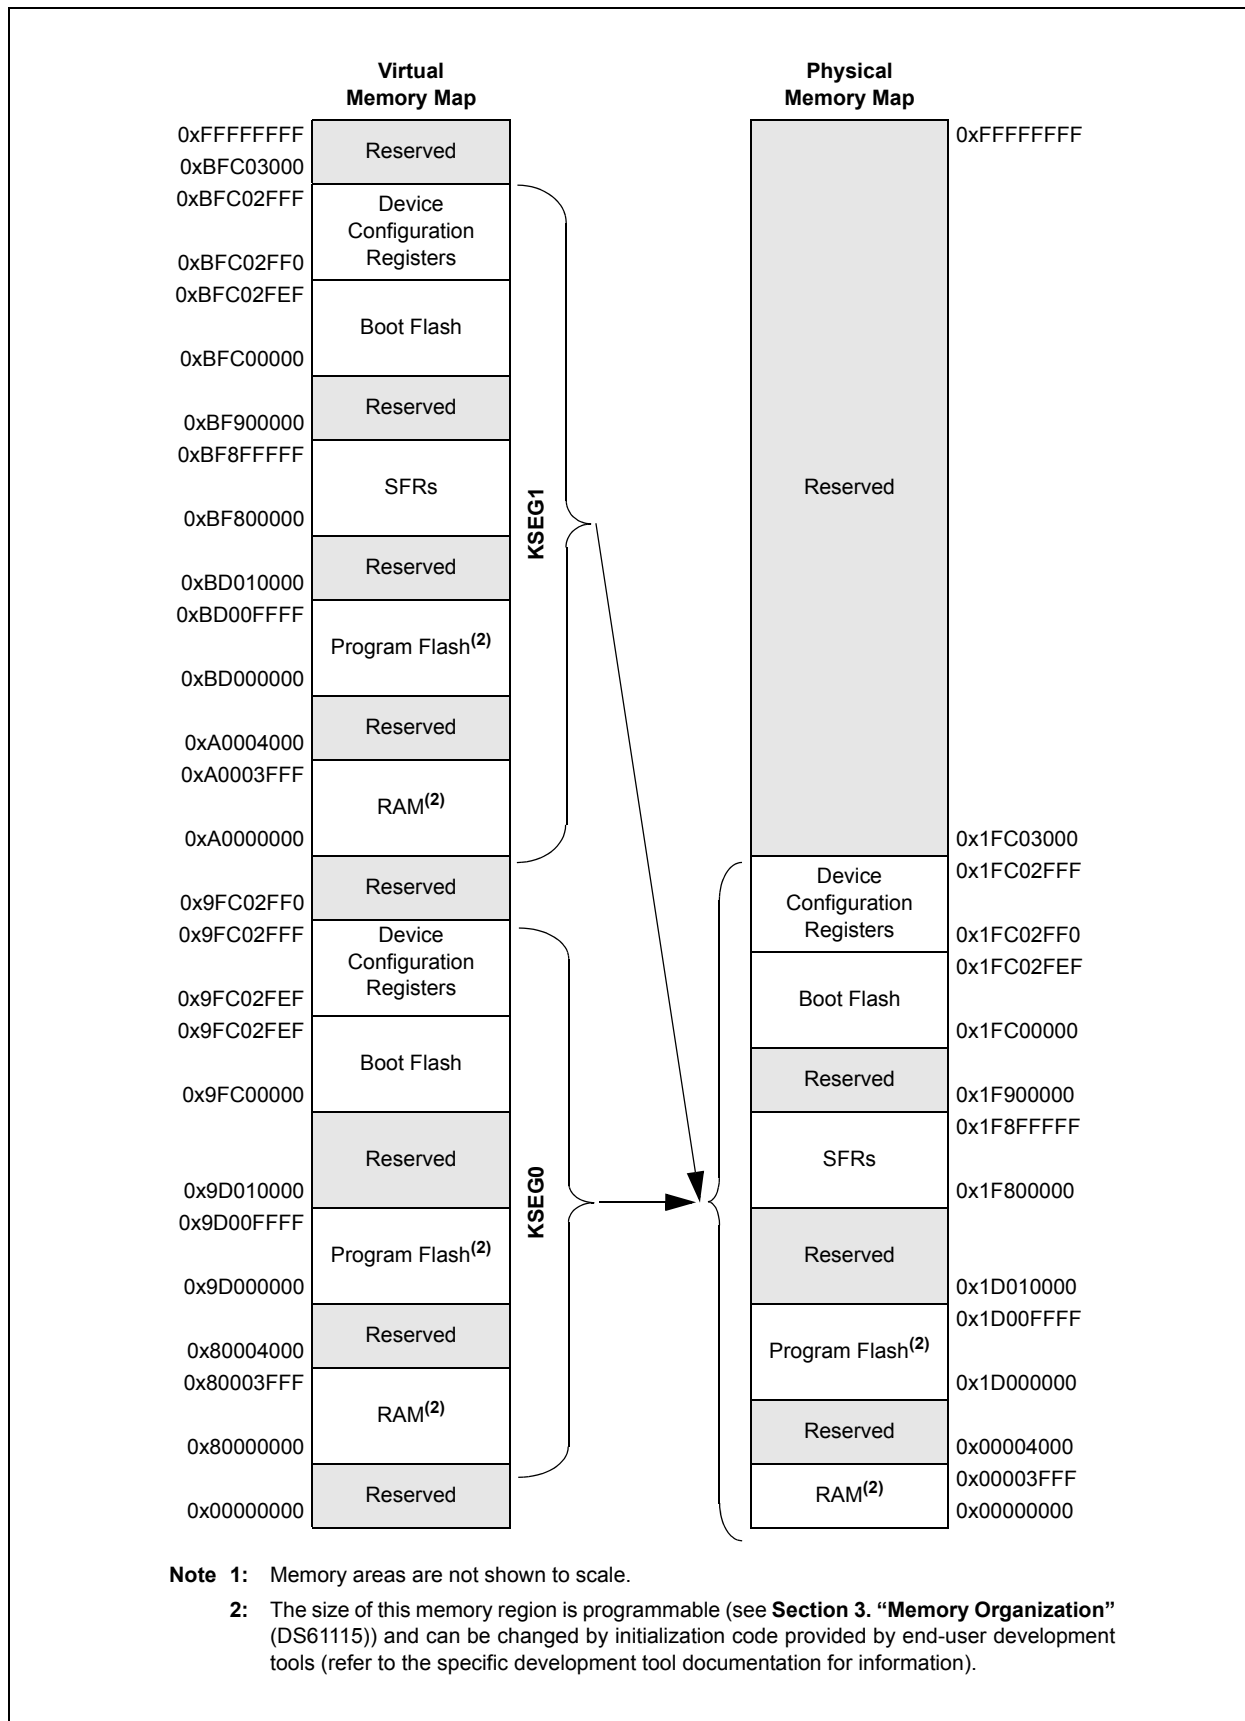 Virtual
Memory Map
0xFFFFFFFF
Reserved
0xBFC03000
0xBFC02FFF
Device
Configuration
Registers
0xBFC02FF0
0xBFC02FEF
Boot Flash
0xBFC00000
Reserved
0xBF900000
0xBF8FFFFF
SFRs
0xBF800000
Reserved
0xBD010000
0xBD00FFFF
Program Flash(2)
0xBD000000
Reserved
0xA0004000
0xA0003FFF
RAM(2)
0xA0000000
KSEG1
Reserved
0x9FC02FF0
0x9FC02FFF
Device
Configuration
Registers
0x9FC02FEF
0x9FC02FEF
Boot Flash
0x9FC00000
Reserved
0x9D010000
0x9D00FFFF
Program Flash(2)
0x9D000000
Reserved
0x80004000
0x80003FFF
RAM(2)
0x80000000
KSEG0
Reserved
0x00000000
Physical
Memory Map
0xFFFFFFFF
Reserved
0x1FC03000
0x1FC02FFF
Device
Configuration
Registers
0x1FC02FF0
0x1FC02FEF
Boot Flash
0x1FC00000
Reserved
0x1F900000
0x1F8FFFFF
SFRs
0x1F800000
Reserved
0x1D010000
0x1D00FFFF
Program Flash(2)
0x1D000000
Reserved
0x00004000
0x00003FFF
RAM(2)
0x00000000
Note 1: Memory areas are not shown to scale.
2: The size of this memory region is programmable (see Section 3. “Memory Organization”
(DS61115)) and can be changed by initialization code provided by end-user development
tools (refer to the specific development tool documentation for information).